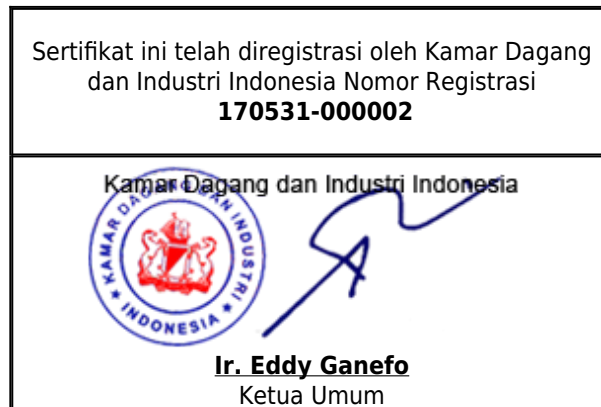 Sertifikat ini telah diregistrasi oleh Kamar Dagang
dan Industri Indonesia Nomor Registrasi
170531-000002
Kamar Dagang dan Industri Indonesia
KAMAR DAGANG DAN INDUSTRI
★ INDONESIA ★
Ir. Eddy Ganefo
Ketua Umum